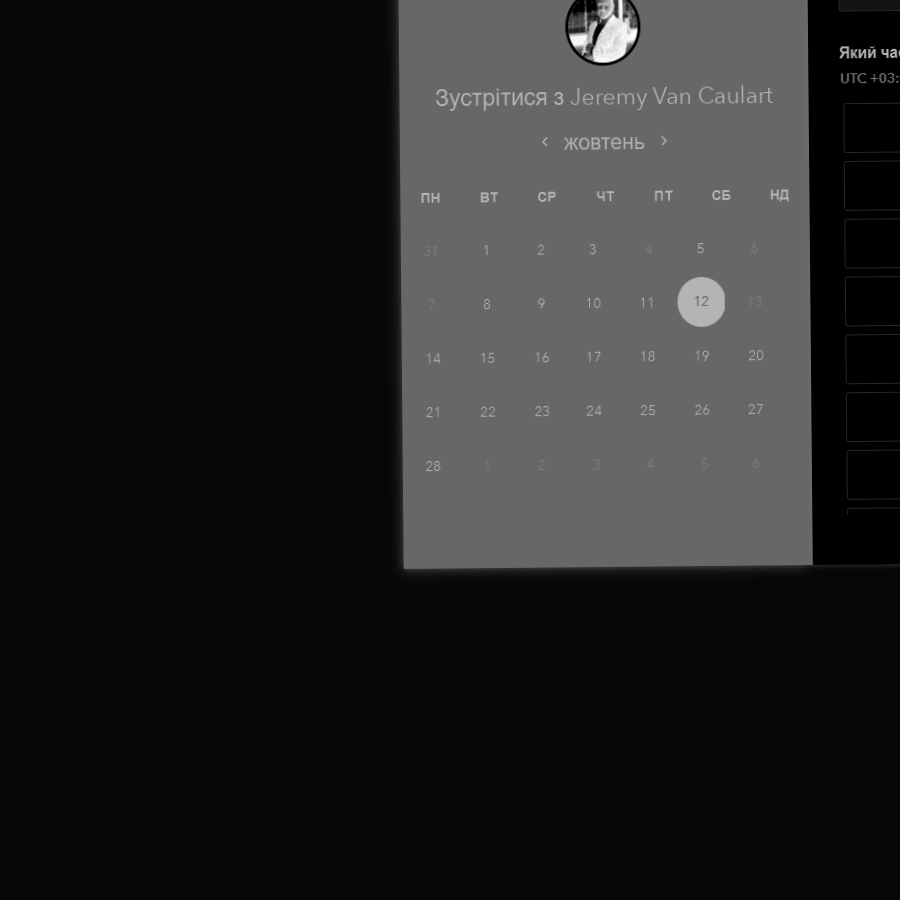 Зустрітися з Jeremy Van Caulart
‹ жовтень ›
ПН ВТ СР ЧТ ПТ СБ НД
31 1 2 3 4 5 6
7 8 9 10 11 12 13
14 15 16 17 18 19 20
21 22 23 24 25 26 27
28 1 2 3 4 5 6
Який
UTC +03: